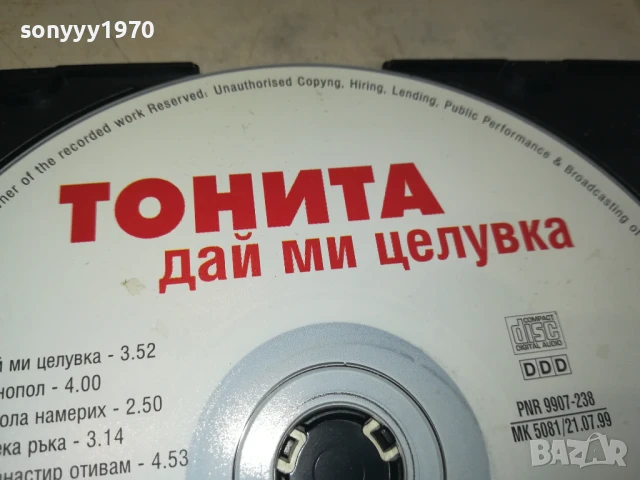 sonyyy1970
ner of the recorded work Reserved: Unauthorised Copyng, Hiring, Lending, Public Performance & Broadcasting of
ТОНИТА
дай ми целувка
й ми целувка - 3.52
нопол - 4.00
ола намерих - 2.50
ека ръка - 3.14
анастир отивам - 4.53
COMPACT
disc
DIGITAL AUDIO
DDD
PNR 9907-238
MK 5081/21.07.99
bazar